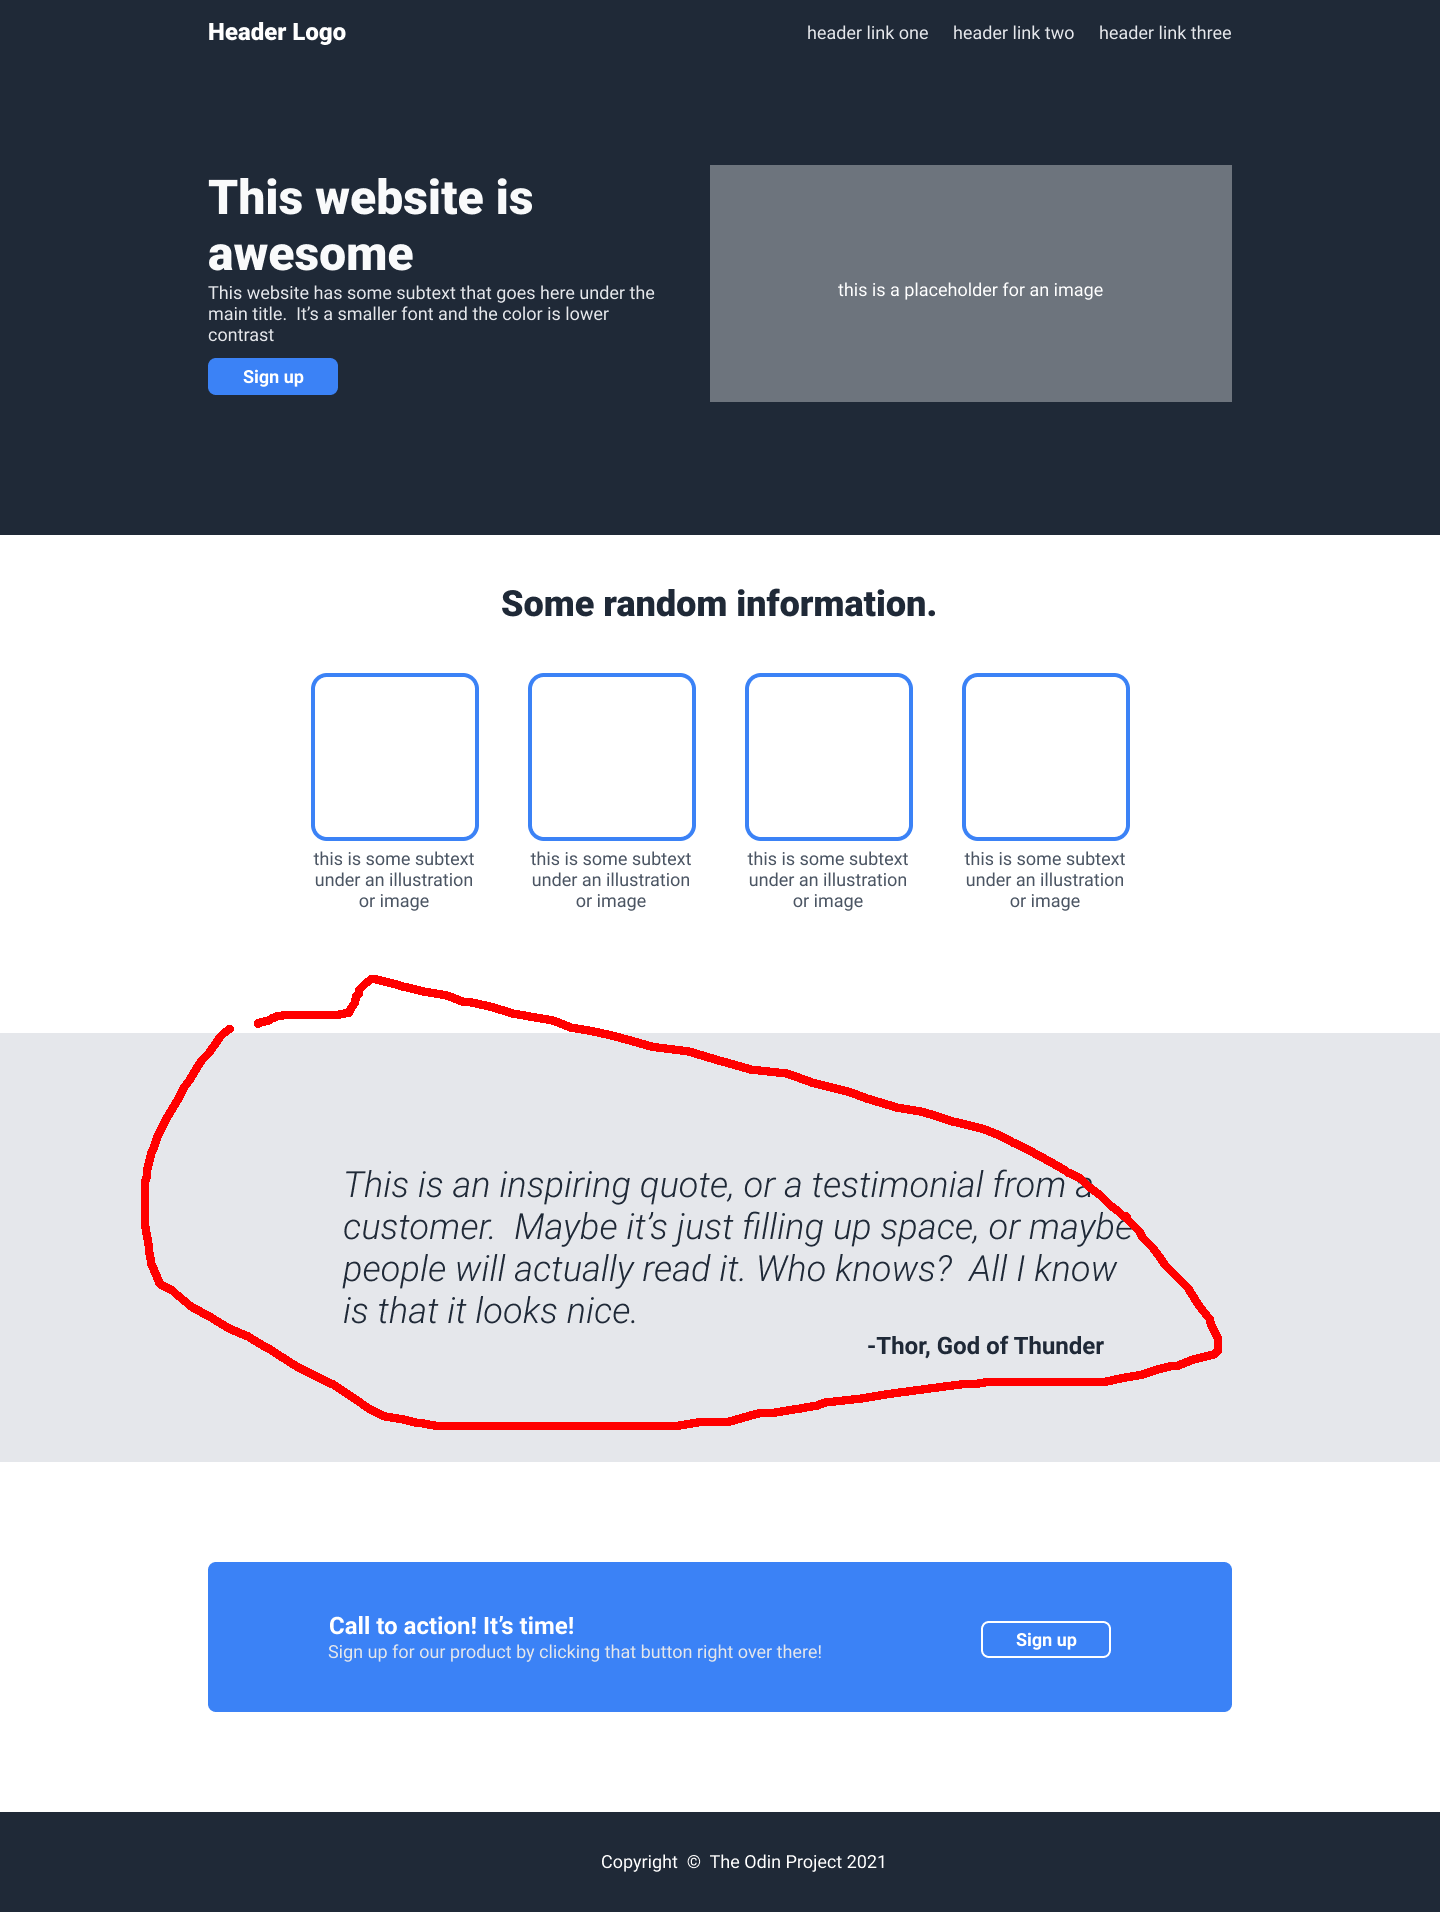 Header Logo
header link one header link two header link three
This website is
awesome
This website has some subtext that goes here under the
main title.  It’s a smaller font and the color is lower
contrast
Sign up
this is a placeholder for an image
Some random information.
this is some subtext
under an illustration
or image
this is some subtext
under an illustration
or image
this is some subtext
under an illustration
or image
this is some subtext
under an illustration
or image
This is an inspiring quote, or a testimonial from a
customer.  Maybe it’s just filling up space, or maybe
people will actually read it. Who knows?  All I know
is that it looks nice.
-Thor, God of Thunder
Call to action! It’s time!
Sign up for our product by clicking that button right over there!
Sign up
Copyright © The Odin Project 2021